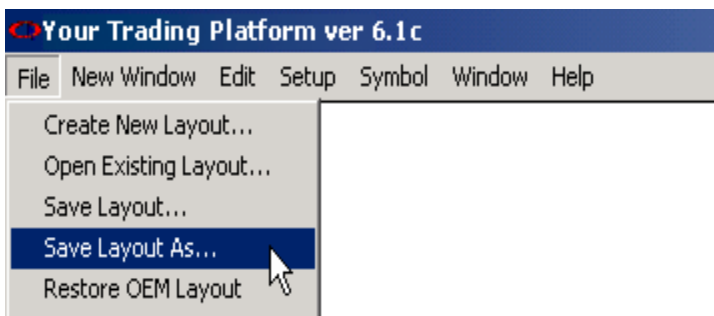 Your Trading Platform ver 6.1c
File New Window Edit Setup Symbol Window Help
Create New Layout...
Open Existing Layout...
Save Layout...
Save Layout As...
Restore OEM Layout